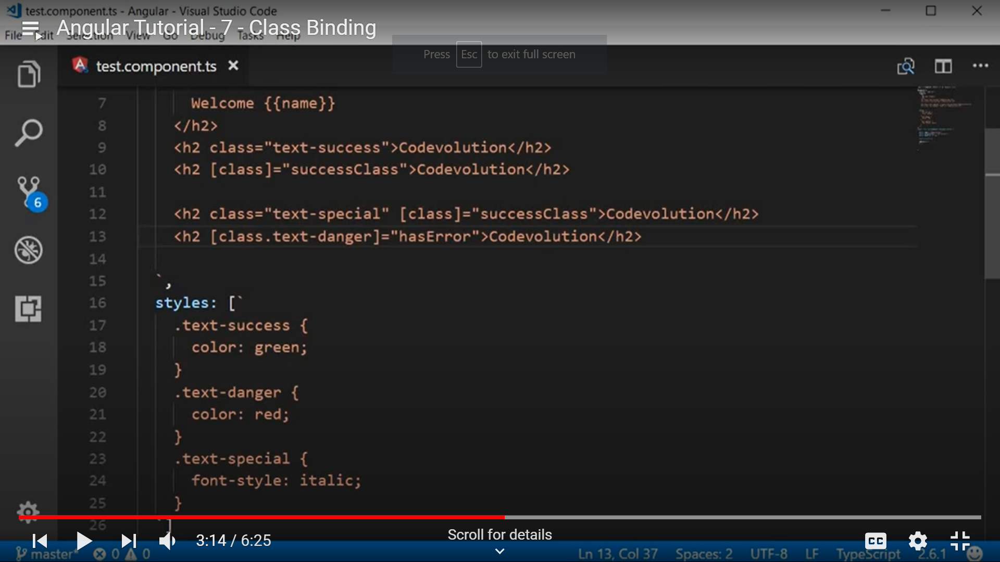 test.component.ts - Angular - Visual Studio Code
Angular Tutorial - 7 - Class Binding
File Edit Selection View Go Debug Tasks Help
Press Esc to exit full screen
test.component.ts
7 Welcome {{name}}
8 </h2>
9 <h2 class="text-success">Codevolution</h2>
10 <h2 [class]="successClass">Codevolution</h2>
11
12 <h2 class="text-special" [class]="successClass">Codevolution</h2>
13 <h2 [class.text-danger]="hasError">Codevolution</h2>
14
15 `,
16 styles: [`
17 .text-success {
18 color: green;
19 }
20 .text-danger {
21 color: red;
22 }
23 .text-special {
24 font-style: italic;
25 }
26 `]
6
3:14 / 6:25
Scroll for details
CC
master* 0 0
Ln 13, Col 37 Spaces: 2 UTF-8 LF TypeScript 2.6.1